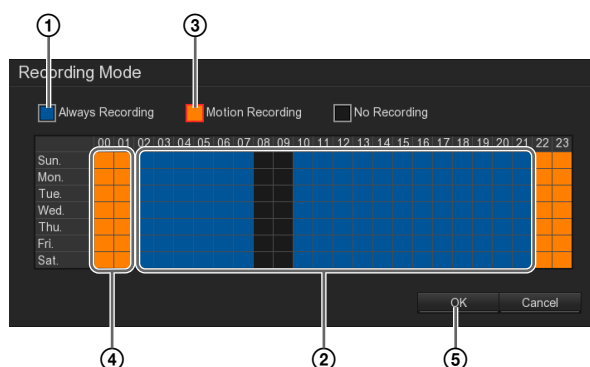 ① ③
Recording Mode
Always Recording Motion Recording No Recording
00 01 02 03 04 05 06 07 08 09 10 11 12 13 14 15 16 17 18 19 20 21 22 23
Sun.
Mon.
Tue.
Wed.
Thu.
Fri.
Sat.
OK Cancel
④ ② ⑤